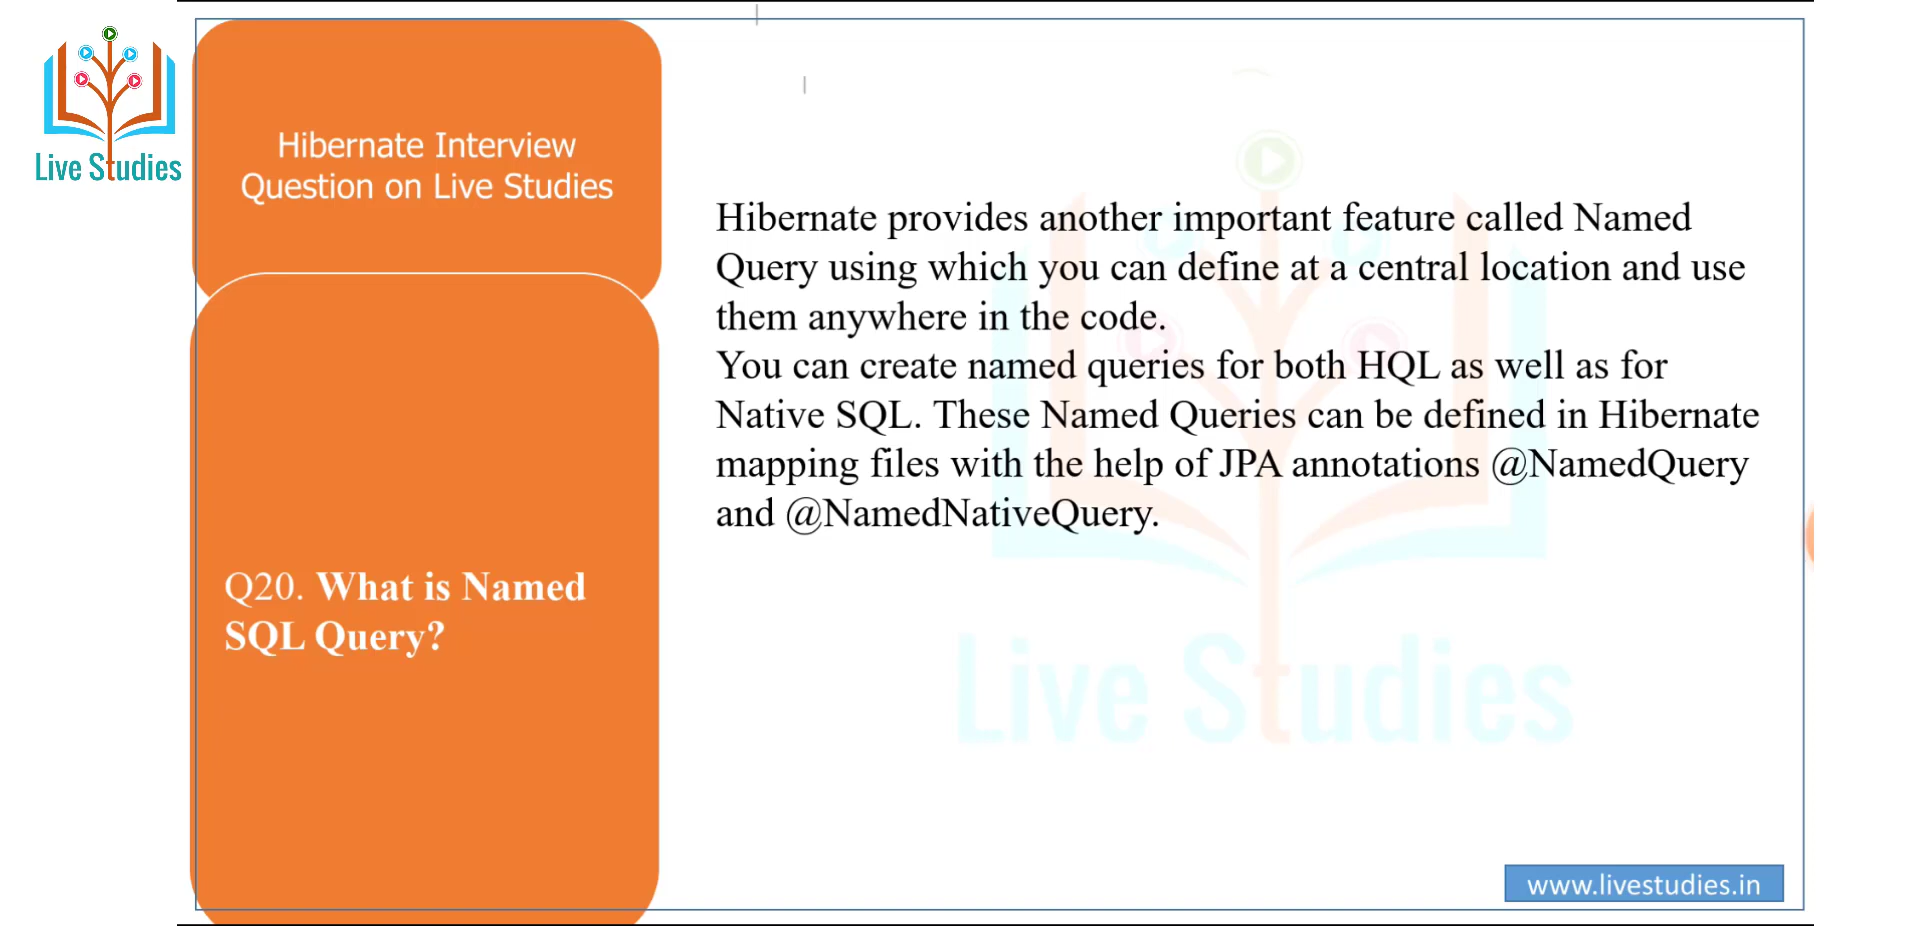 Live Studies
Hibernate Interview
Question on Live Studies
Q20. What is Named
SQL Query?
Hibernate provides another important feature called Named
Query using which you can define at a central location and use
them anywhere in the code.
You can create named queries for both HQL as well as for
Native SQL. These Named Queries can be defined in Hibernate
mapping files with the help of JPA annotations @NamedQuery
and @NamedNativeQuery.
Live Studies
www.livestudies.in